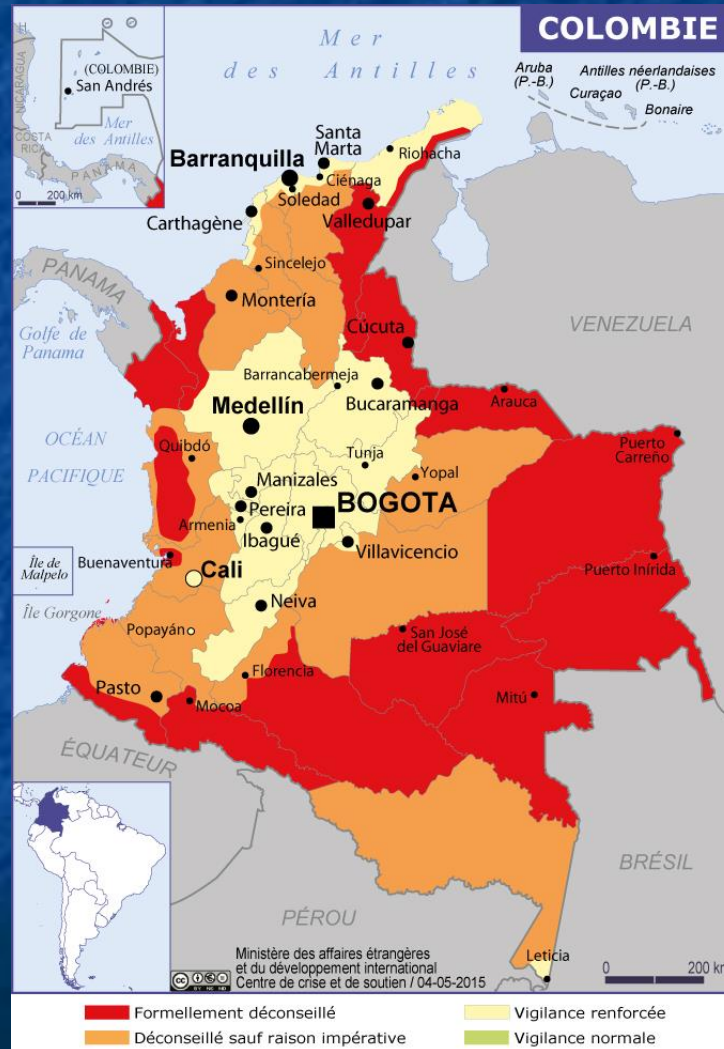 COLOMBIE
Mer
des Antilles
Aruba
(P.-B.)
Antilles néerlandaises
(P.-B.)
Curaçao
Bonaire
NICARAGUA
(COLOMBIE)
San Andrés
COSTA
RICA
Mer
des Antilles
PANAMA
0 200 km
Santa
Marta
Riohacha
Barranquilla
Ciénaga
Soledad
Carthagène
Valledupar
Sincelejo
PANAMA
Montería
Golfe de
Panama
Cúcuta
VENEZUELA
Barrancabermeja
Bucaramanga
Arauca
Medellín
OCÉAN
PACIFIQUE
Quibdó
Tunja
Puerto
Carreño
Yopal
Manizales
Pereira
BOGOTA
Armenia
Ibagué
Villavicencio
Buenaventura
Île de
Malpelo
Cali
Puerto Inírida
Île Gorgone
Neiva
Popayán
San José
del Guaviare
Florencia
Pasto
Mocoa
Mitú
ÉQUATEUR
BRÉSIL
PÉROU
Leticia
Ministère des affaires étrangères
et du développement international
Centre de crise et de soutien / 04-05-2015
0 200 km
Formellement déconseillé
Vigilance renforcée
Déconseillé sauf raison impérative
Vigilance normale